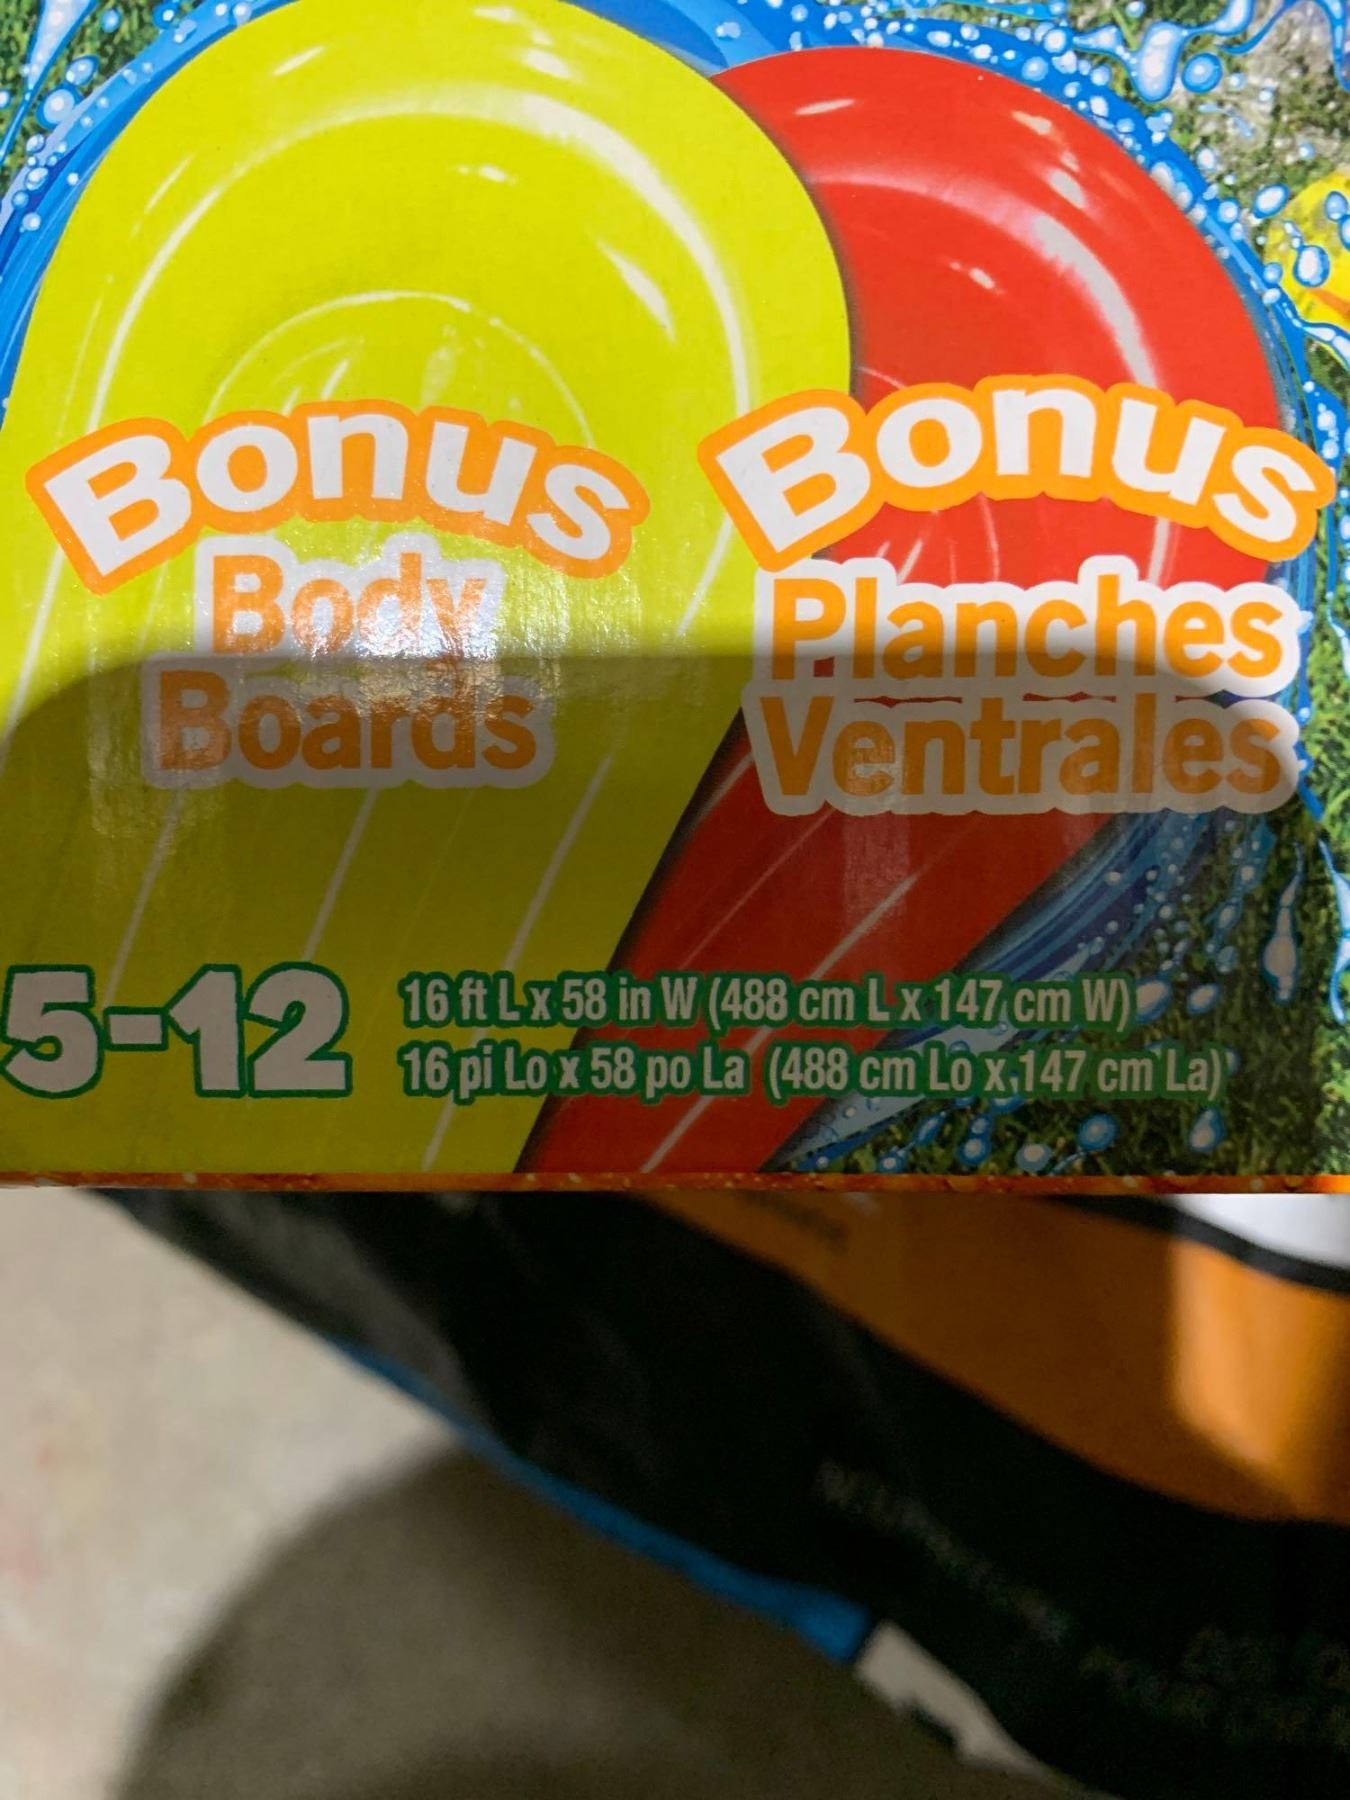 Bonus
Body
Boards
Bonus
Planches
Ventrales
5-12
16 ft L x 58 in W (488 cm L x 147 cm W)
16 pi Lo x 58 po La (488 cm Lo x 147 cm La)